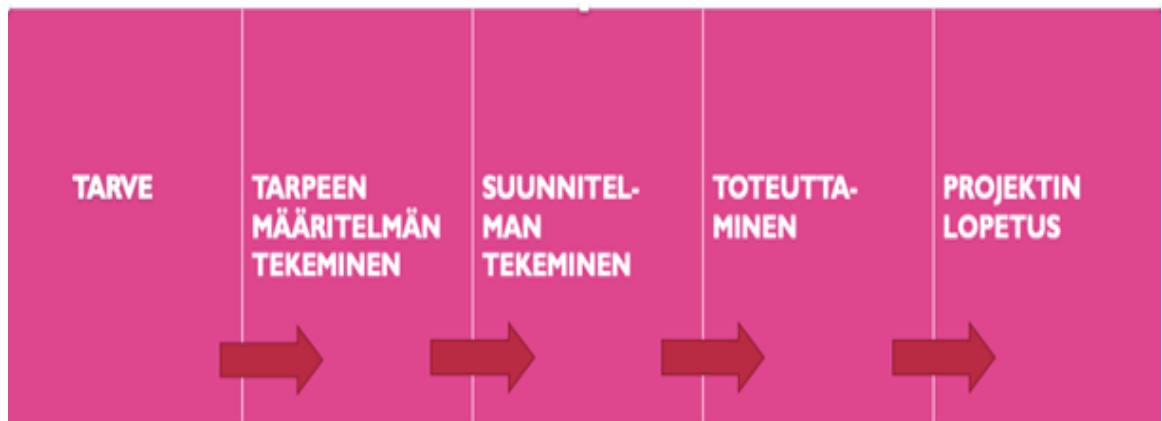 TARVE
TARPEEN
MÄÄRITELMÄN
TEKEMINEN
SUUNNITEL-
MAN
TEKEMINEN
TOTEUTTA-
MINEN
PROJEKTIN
LOPETUS